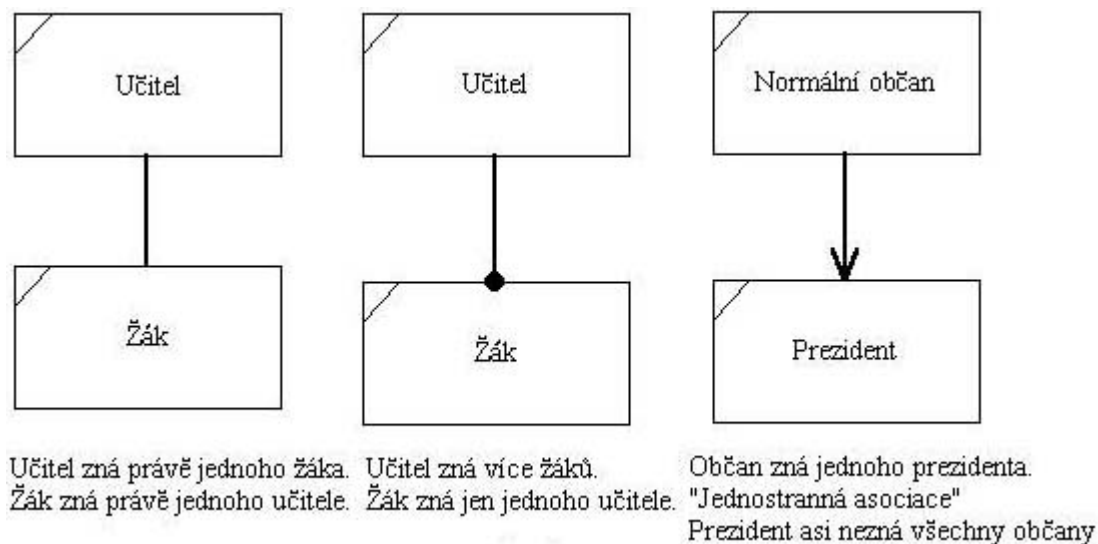 Učitel
Žák
Učitel zná právě jednoho žáka.
Žák zná právě jednoho učitele.
Učitel
Žák
Učitel zná více žáků.
Žák zná jen jednoho učitele.
Normální občan
Prezident
Občan zná jednoho prezidenta.
"Jednostranná asociace"
Prezident asi nezná všechny občany